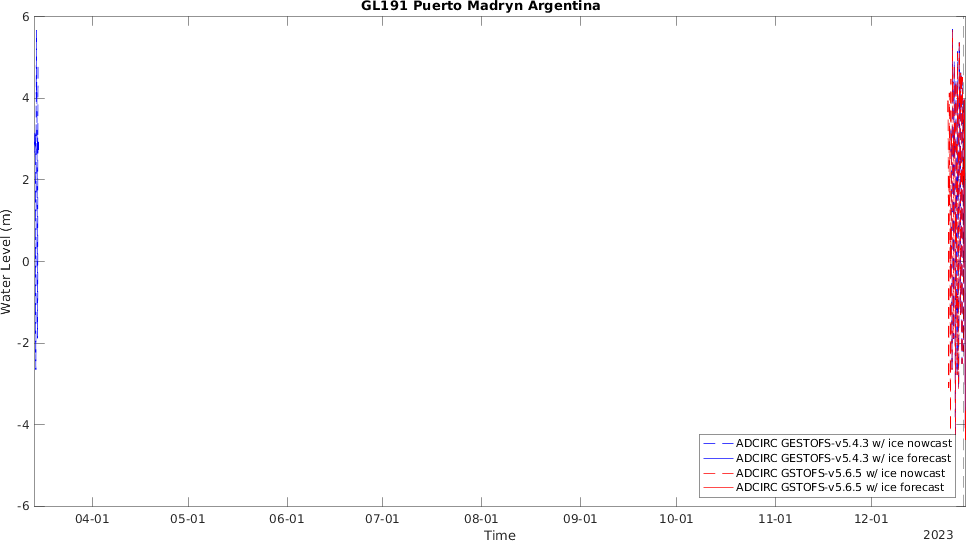 GL191 Puerto Madryn Argentina
6
4
2
0
-2
-4
-6
Water Level (m)
ADCIRC GESTOFS-v5.4.3 w/ ice nowcast
ADCIRC GESTOFS-v5.4.3 w/ ice forecast
ADCIRC GSTOFS-v5.6.5 w/ ice nowcast
ADCIRC GSTOFS-v5.6.5 w/ ice forecast
04-01 05-01 06-01 07-01 08-01 09-01 10-01 11-01 12-01
Time
2023